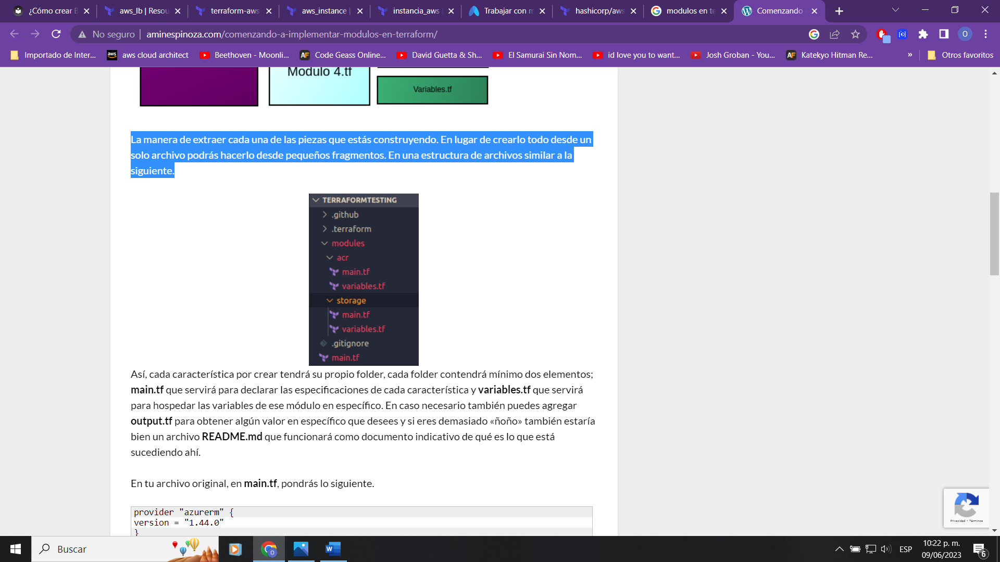 ¿Cómo crear B
aws_lb | Resou
terraform-aws
aws_instance |
instancia_aws |
Trabajar con m
hashicorp/aws
modulos en te
Comenzando a
No seguro | aminespinoza.com/comenzando-a-implementar-modulos-en-terraform/
Importado de Inter...
aws cloud architect
Beethoven - Moonli...
Code Geass Online...
David Guetta & Sh...
El Samurai Sin Nom...
id love you to want...
Josh Groban - You...
Katekyo Hitman Re...
»
Otros favoritos
Modulo 4.tf
Variables.tf
La manera de extraer cada una de las piezas que estás construyendo. En lugar de crearlo todo desde un
solo archivo podrás hacerlo desde pequeños fragmentos. En una estructura de archivos similar a la
siguiente.
TERRAFORMTESTING
.github
.terraform
modules
acr
main.tf
variables.tf
storage
main.tf
variables.tf
.gitignore
main.tf
Así, cada característica por crear tendrá su propio folder, cada folder contendrá mínimo dos elementos;
main.tf que servirá para declarar las especificaciones de cada característica y variables.tf que servirá
para hospedar las variables de ese módulo en específico. En caso necesario también puedes agregar
output.tf para obtener algún valor en específico que desees y si eres demasiado «ñoño» también estaría
bien un archivo README.md que funcionará como documento indicativo de qué es lo que está
sucediendo ahí.
En tu archivo original, en main.tf, pondrás lo siguiente.
provider "azurerm" {
version = "1.44.0"
}
Privacidad • Términos
Buscar
ESP
10:22 p. m.
09/06/2023
6